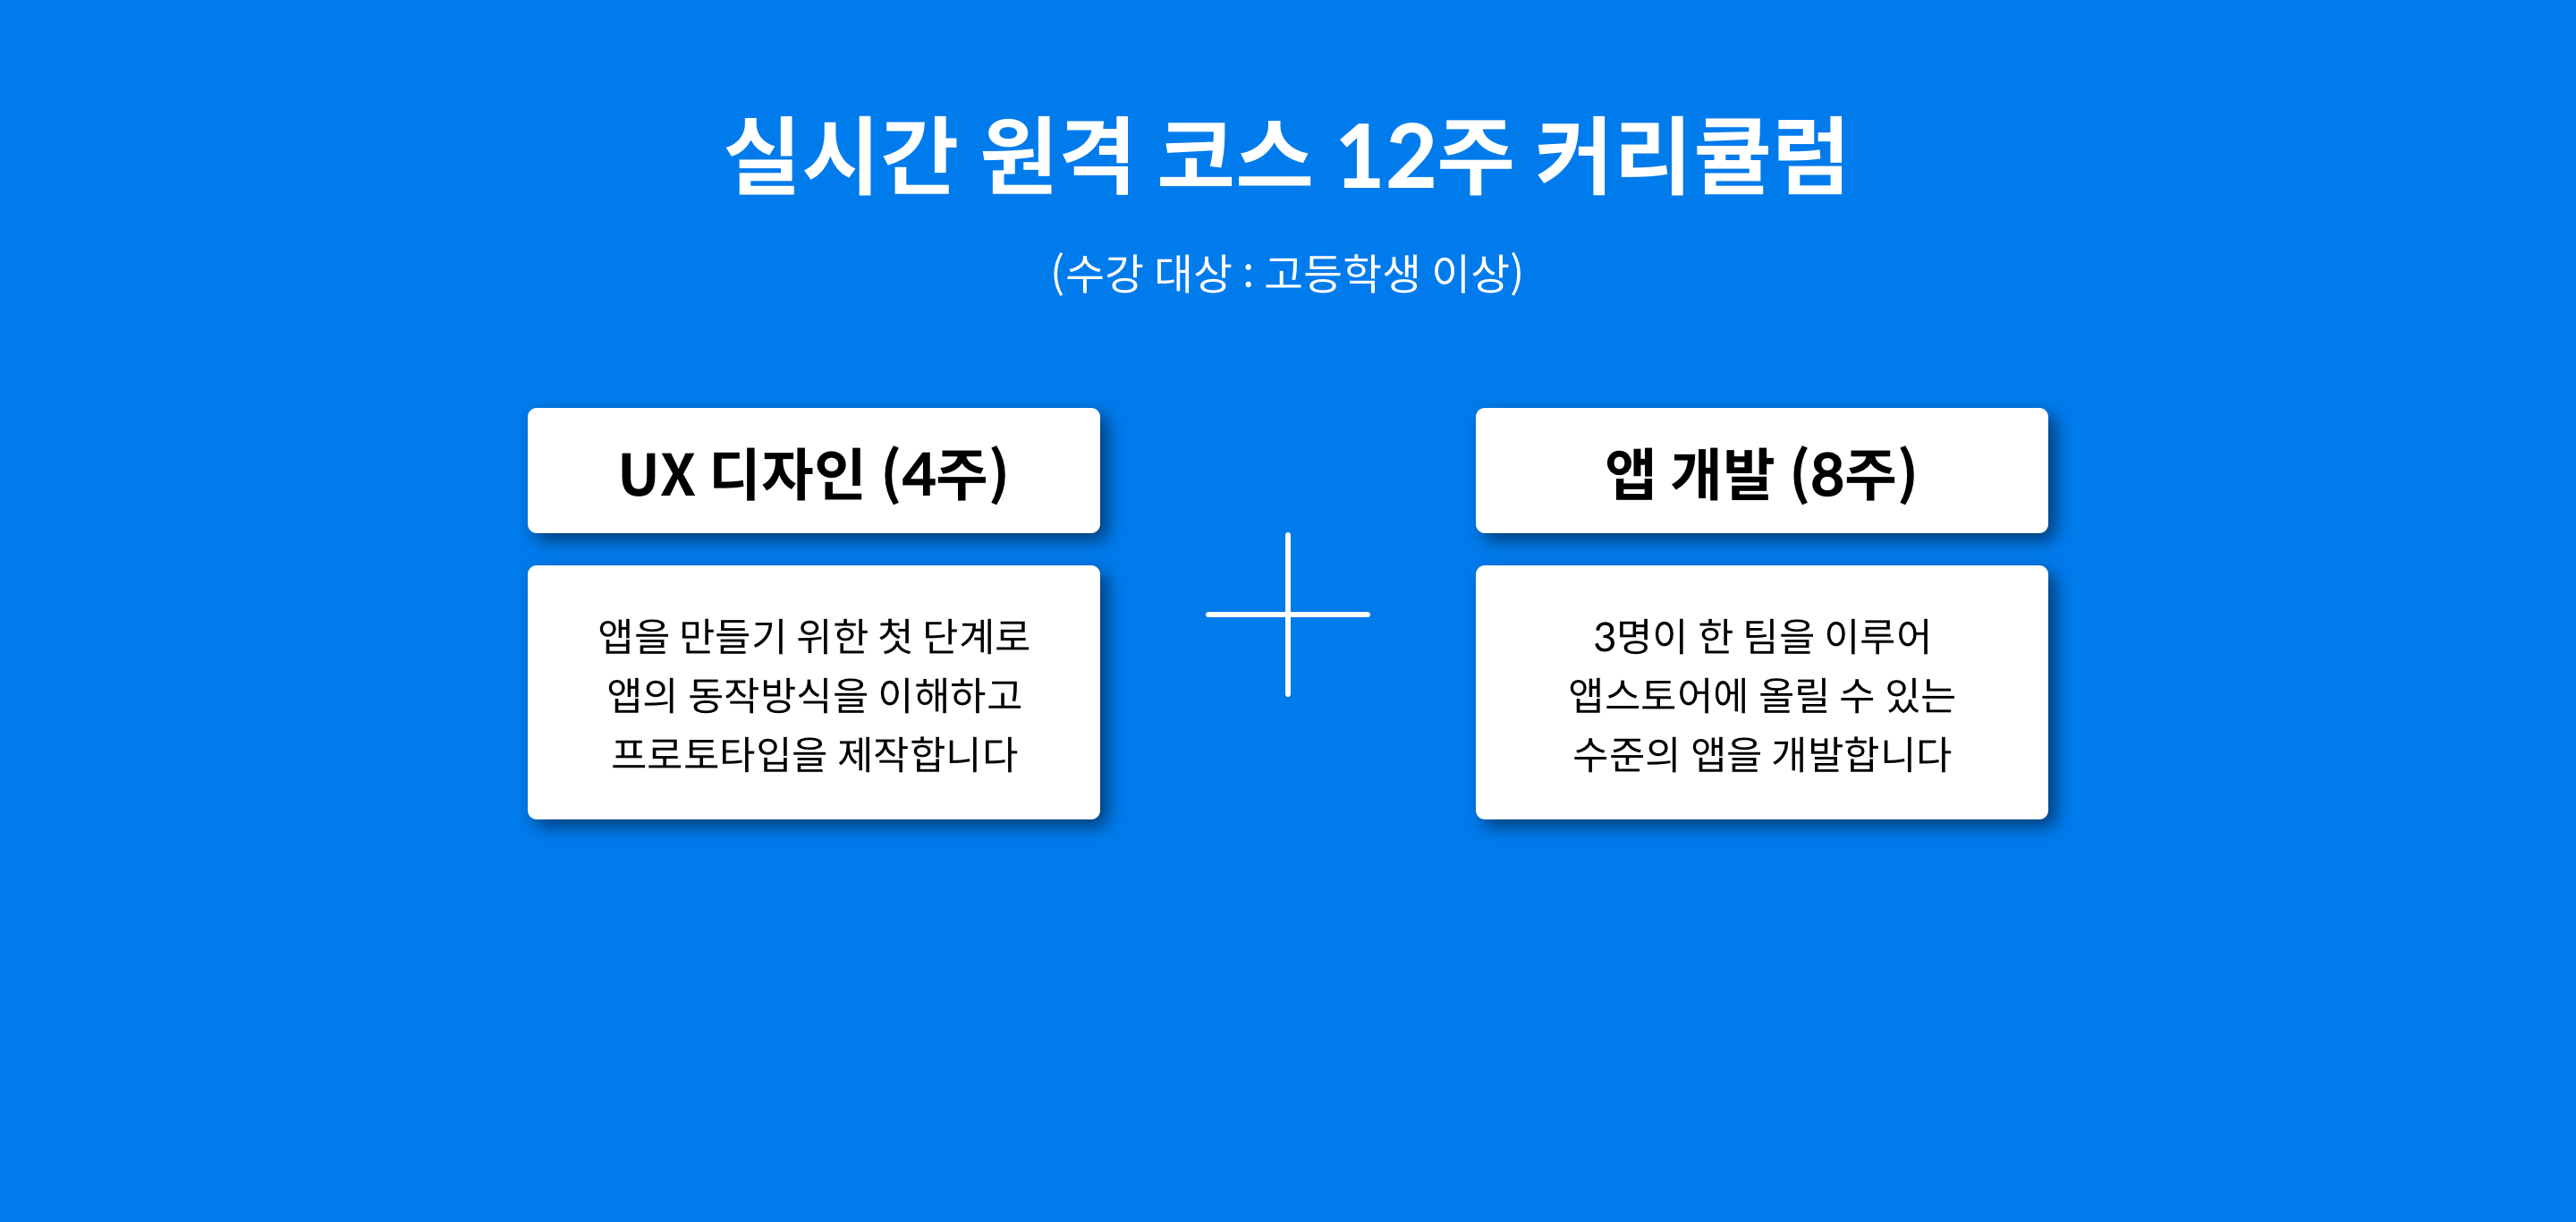 실시간 원격 코스 12주 커리큘럼
(수강 대상 : 고등학생 이상)
UX 디자인 (4주)
앱을 만들기 위한 첫 단계로
앱의 동작방식을 이해하고
프로토타입을 제작합니다
앱 개발 (8주)
3명이 한 팀을 이루어
앱스토어에 올릴 수 있는
수준의 앱을 개발합니다